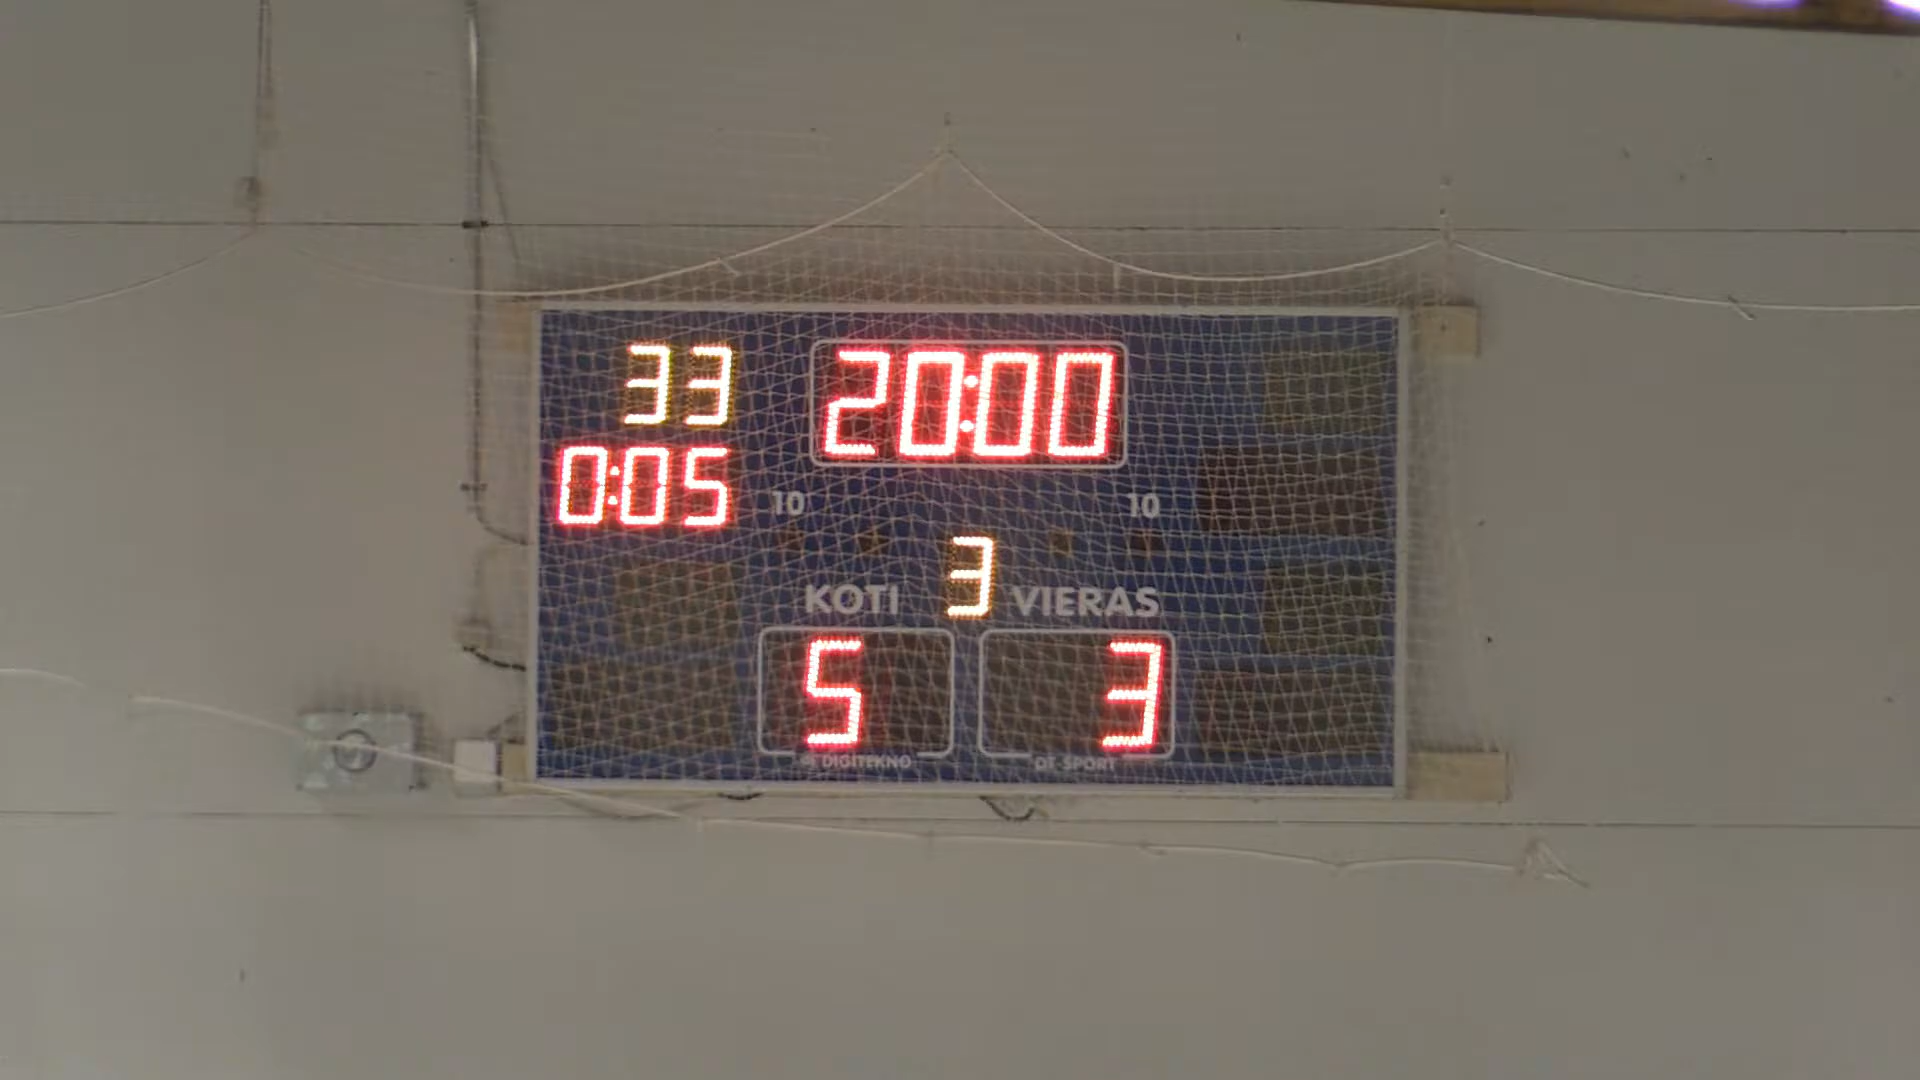 33 20:00
0:05 10 10
3
KOTI VIERAS
5 3
DIGITEKNO DT-SPORT